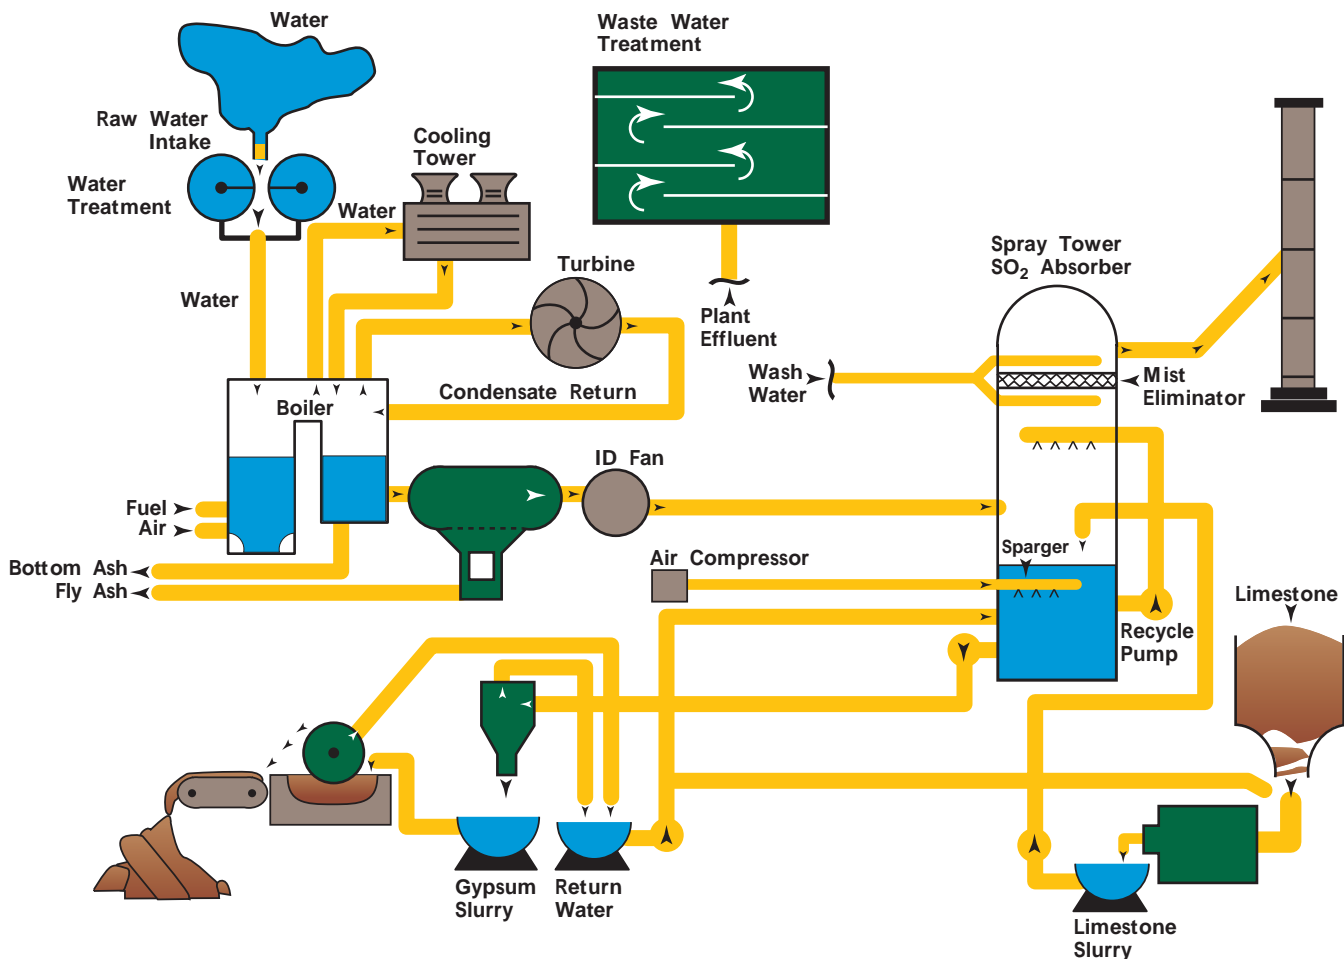 Water
Waste Water
Treatment
Raw Water
Intake
Cooling
Tower
Water
Treatment
Water
Spray Tower
SO₂ Absorber
Turbine
Water
Plant
Effluent
Wash
Water
Mist
Eliminator
Condensate Return
Boiler
ID Fan
Fuel
Air
Sparger
Air Compressor
Bottom Ash
Fly Ash
Limestone
Recycle
Pump
Gypsum
Slurry
Return
Water
Limestone
Slurry